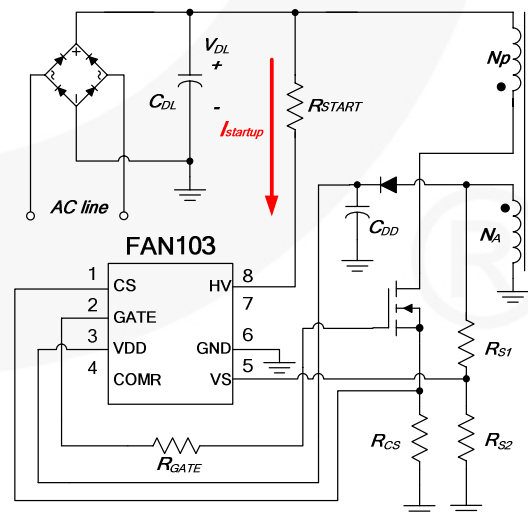 VDL
+
CDL
-
Istartup
RSTART
Np
AC line
CDD
NA
FAN103
1 CS
2 GATE
3 VDD
4 COMR
HV 8
7
GND 6
VS 5
RS1
RS2
RCS
RGATE
+
-
®